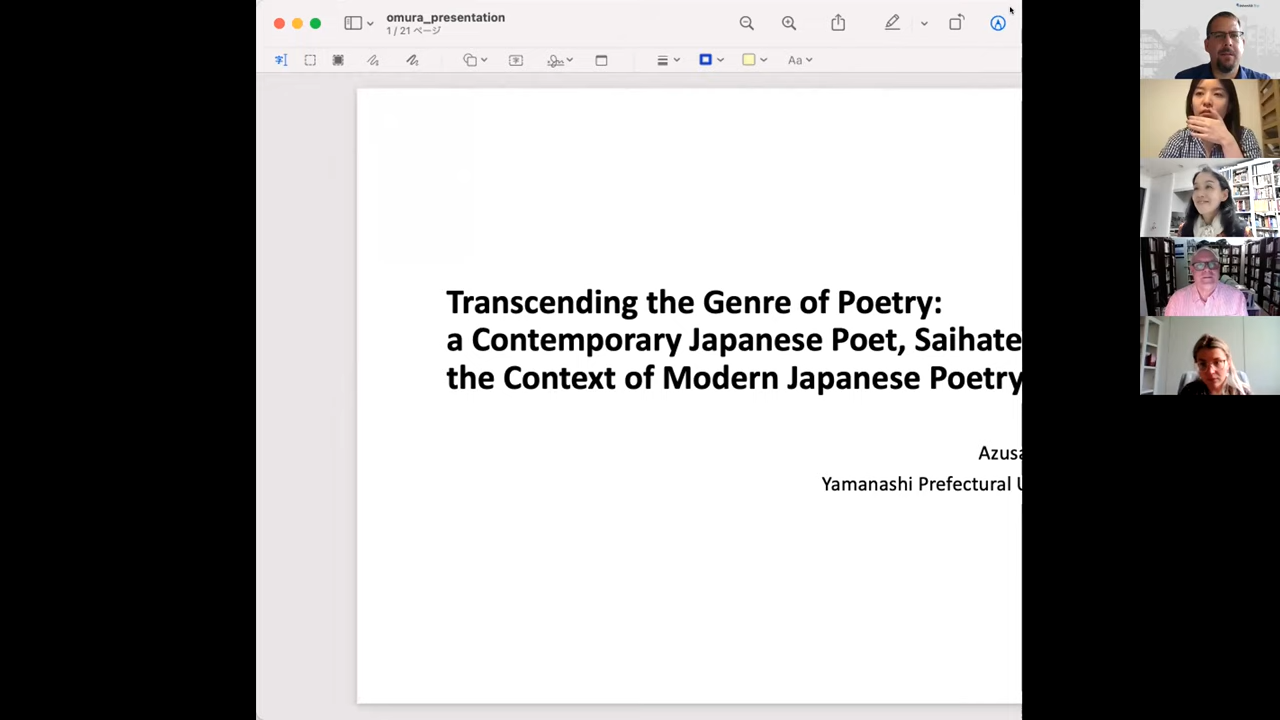 omura_presentation
1 / 21 ページ
Aa
Transcending the Genre of Poetry:
a Contemporary Japanese Poet, Saihate
the Context of Modern Japanese Poetry
Azusa
Yamanashi Prefectural U